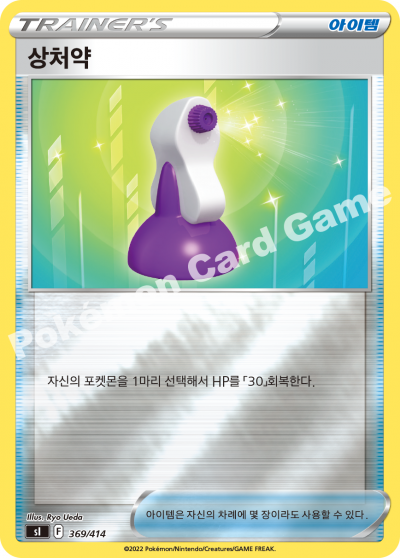 TRAINER'S 아이템
상처약
Pokémon Card Game
자신의 포켓몬을 1마리 선택해서 HP를 「30」회복한다.
Illus. Ryo Ueda
sI F 369/414
아이템은 자신의 차례에 몇 장이라도 사용할 수 있다.
©2022 Pokémon/Nintendo/Creatures/GAME FREAK.